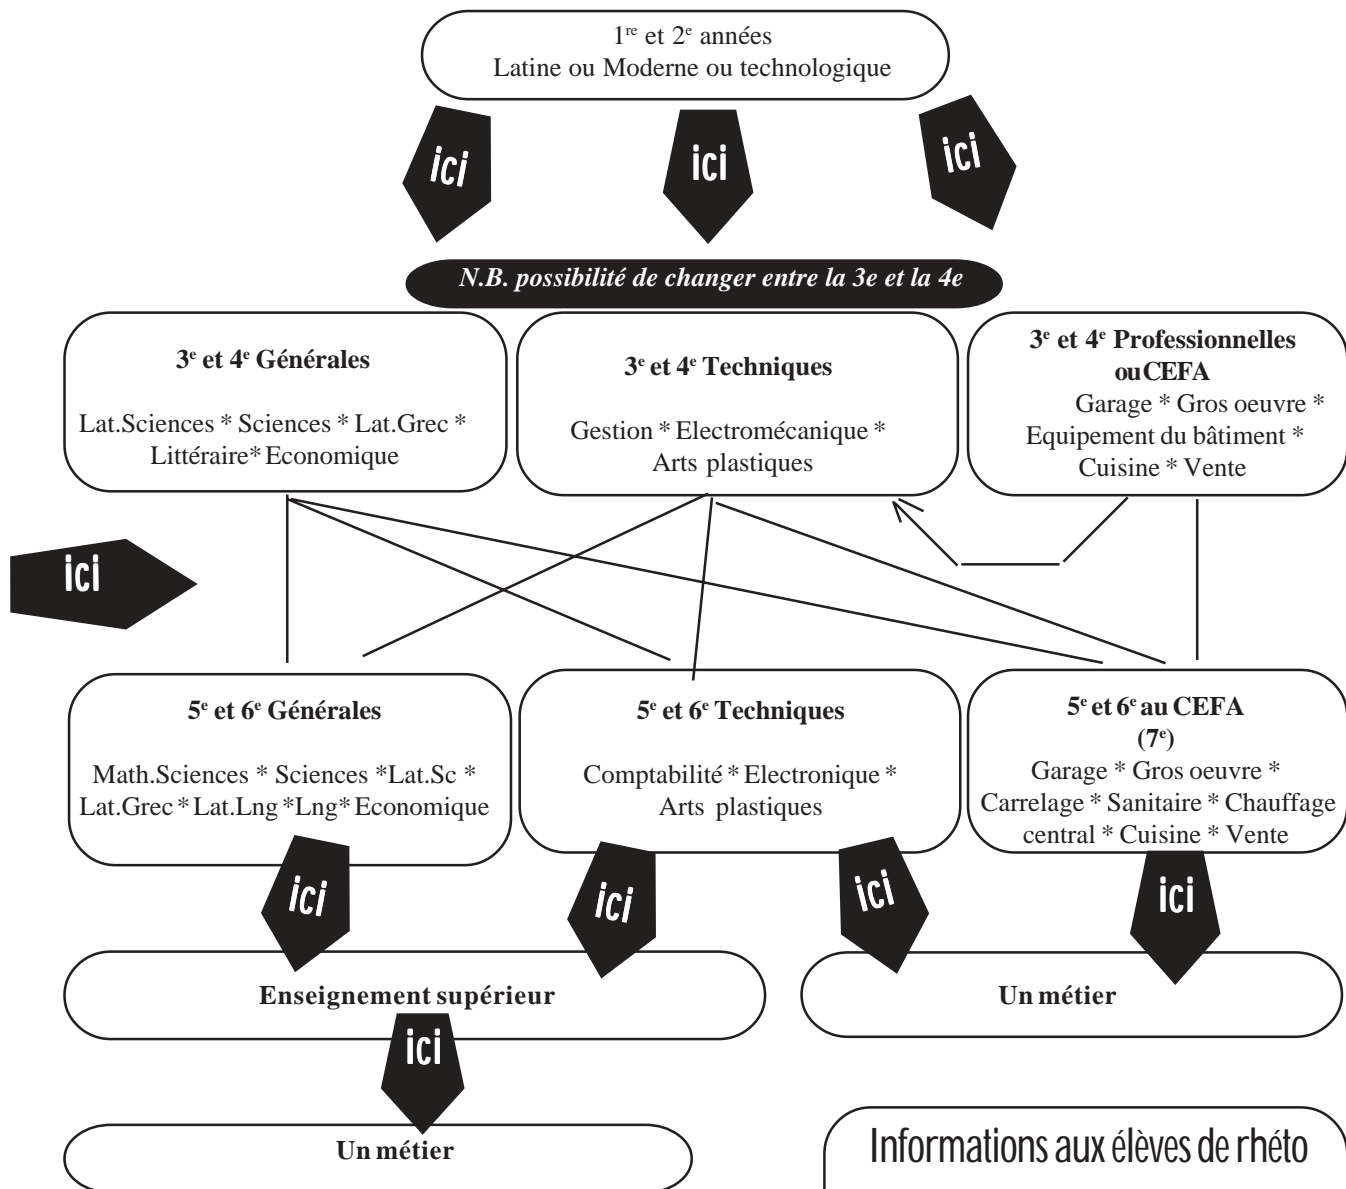 1re et 2e années
Latine ou Moderne ou technologique
ici
ici
ici
N.B. possibilité de changer entre la 3e et la 4e
3e et 4e Générales
Lat.Sciences * Sciences * Lat.Grec *
Littéraire* Economique
3e et 4e Techniques
Gestion * Electromécanique *
Arts plastiques
3e et 4e Professionnelles
ou CEFA
Garage * Gros oeuvre *
Equipement du bâtiment *
Cuisine * Vente
ici
5e et 6e Générales
Math.Sciences * Sciences *Lat.Sc *
Lat.Grec * Lat.Lng *Lng* Economique
5e et 6e Techniques
Comptabilité * Electronique *
Arts plastiques
5e et 6e au CEFA
(7e)
Garage * Gros oeuvre *
Carrelage * Sanitaire * Chauffage
central * Cuisine * Vente
ici
ici
ici
ici
Enseignement supérieur
Un métier
ici
Un métier
Informations aux élèves de rhéto